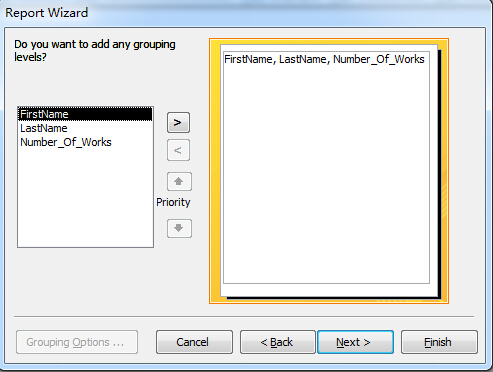 Report Wizard
Do you want to add any grouping
levels?
FirstName
LastName
Number_Of_Works
>
<
Priority
FirstName, LastName, Number_Of_Works
Grouping Options ...
Cancel
< Back
Next >
Finish